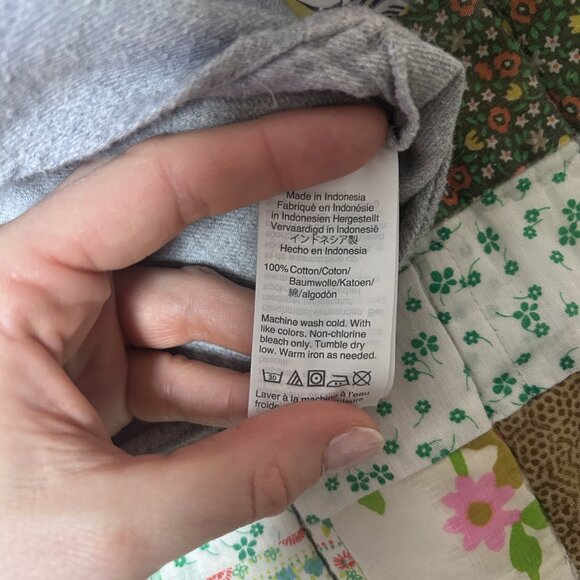 Made in Indonesia
Fabriqué en Indonésie
in Indonesien Hergestellt
Vervaardigd in Indonesië
インドネシア製
Hecho en Indonesia
100% Cotton/Coton/
Baumwolle/Katoen/
綿/algodón
Machine wash cold. With
like colors. Non-chlorine
bleach only. Tumble dry
low. Warm iron as needed.
30
Laver à la machine à l'eau
froide